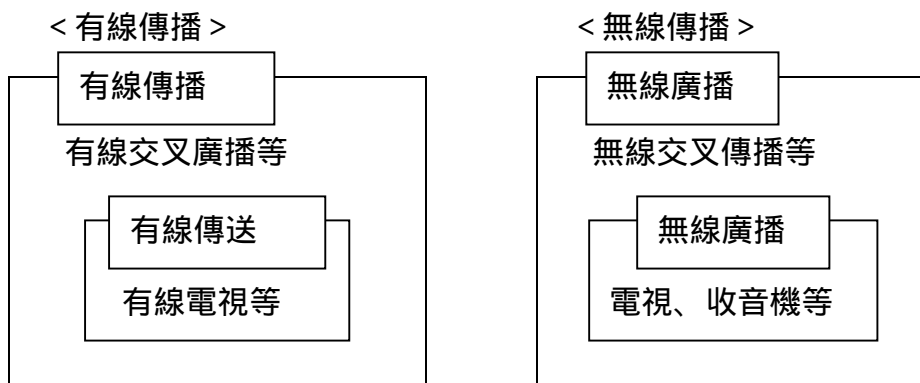 <有線傳播>
有線傳播
有線交叉廣播等
有線傳送
有線電視等
<無線傳播>
無線廣播
無線交叉傳播等
無線廣播
電視、收音機等